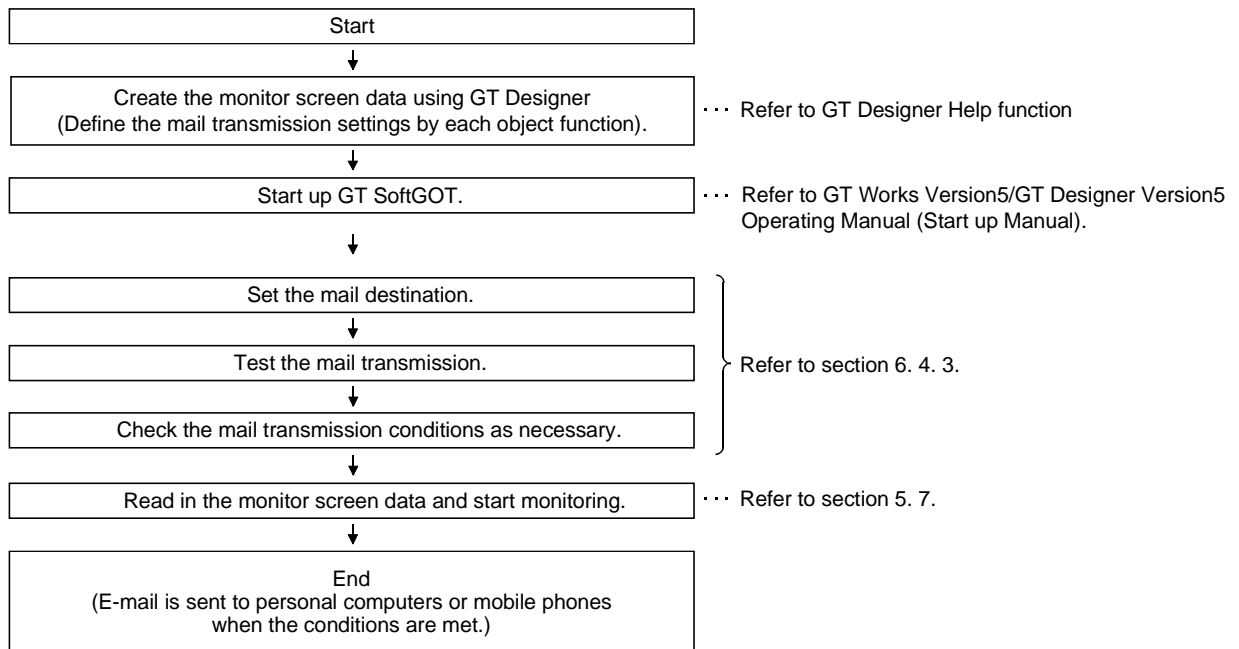 Start
Create the monitor screen data using GT Designer
(Define the mail transmission settings by each object function).
··· Refer to GT Designer Help function
Start up GT SoftGOT.
··· Refer to GT Works Version5/GT Designer Version5
Operating Manual (Start up Manual).
Set the mail destination.
Test the mail transmission.
Refer to section 6. 4. 3.
Check the mail transmission conditions as necessary.
Read in the monitor screen data and start monitoring.
··· Refer to section 5. 7.
End
(E-mail is sent to personal computers or mobile phones
when the conditions are met.)